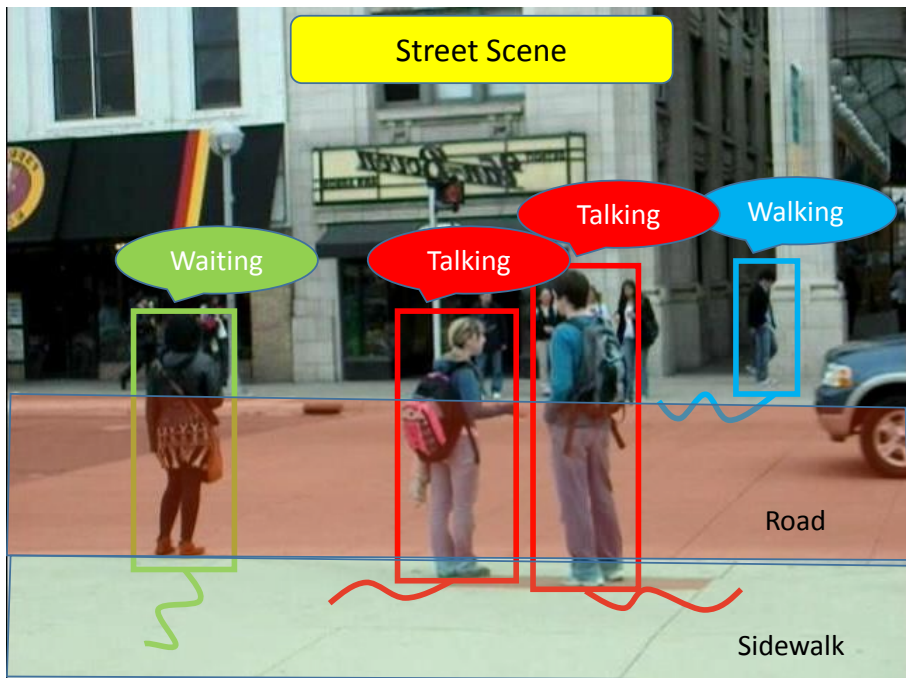 Street Scene
Talking
Walking
Waiting
Talking
Road
Sidewalk